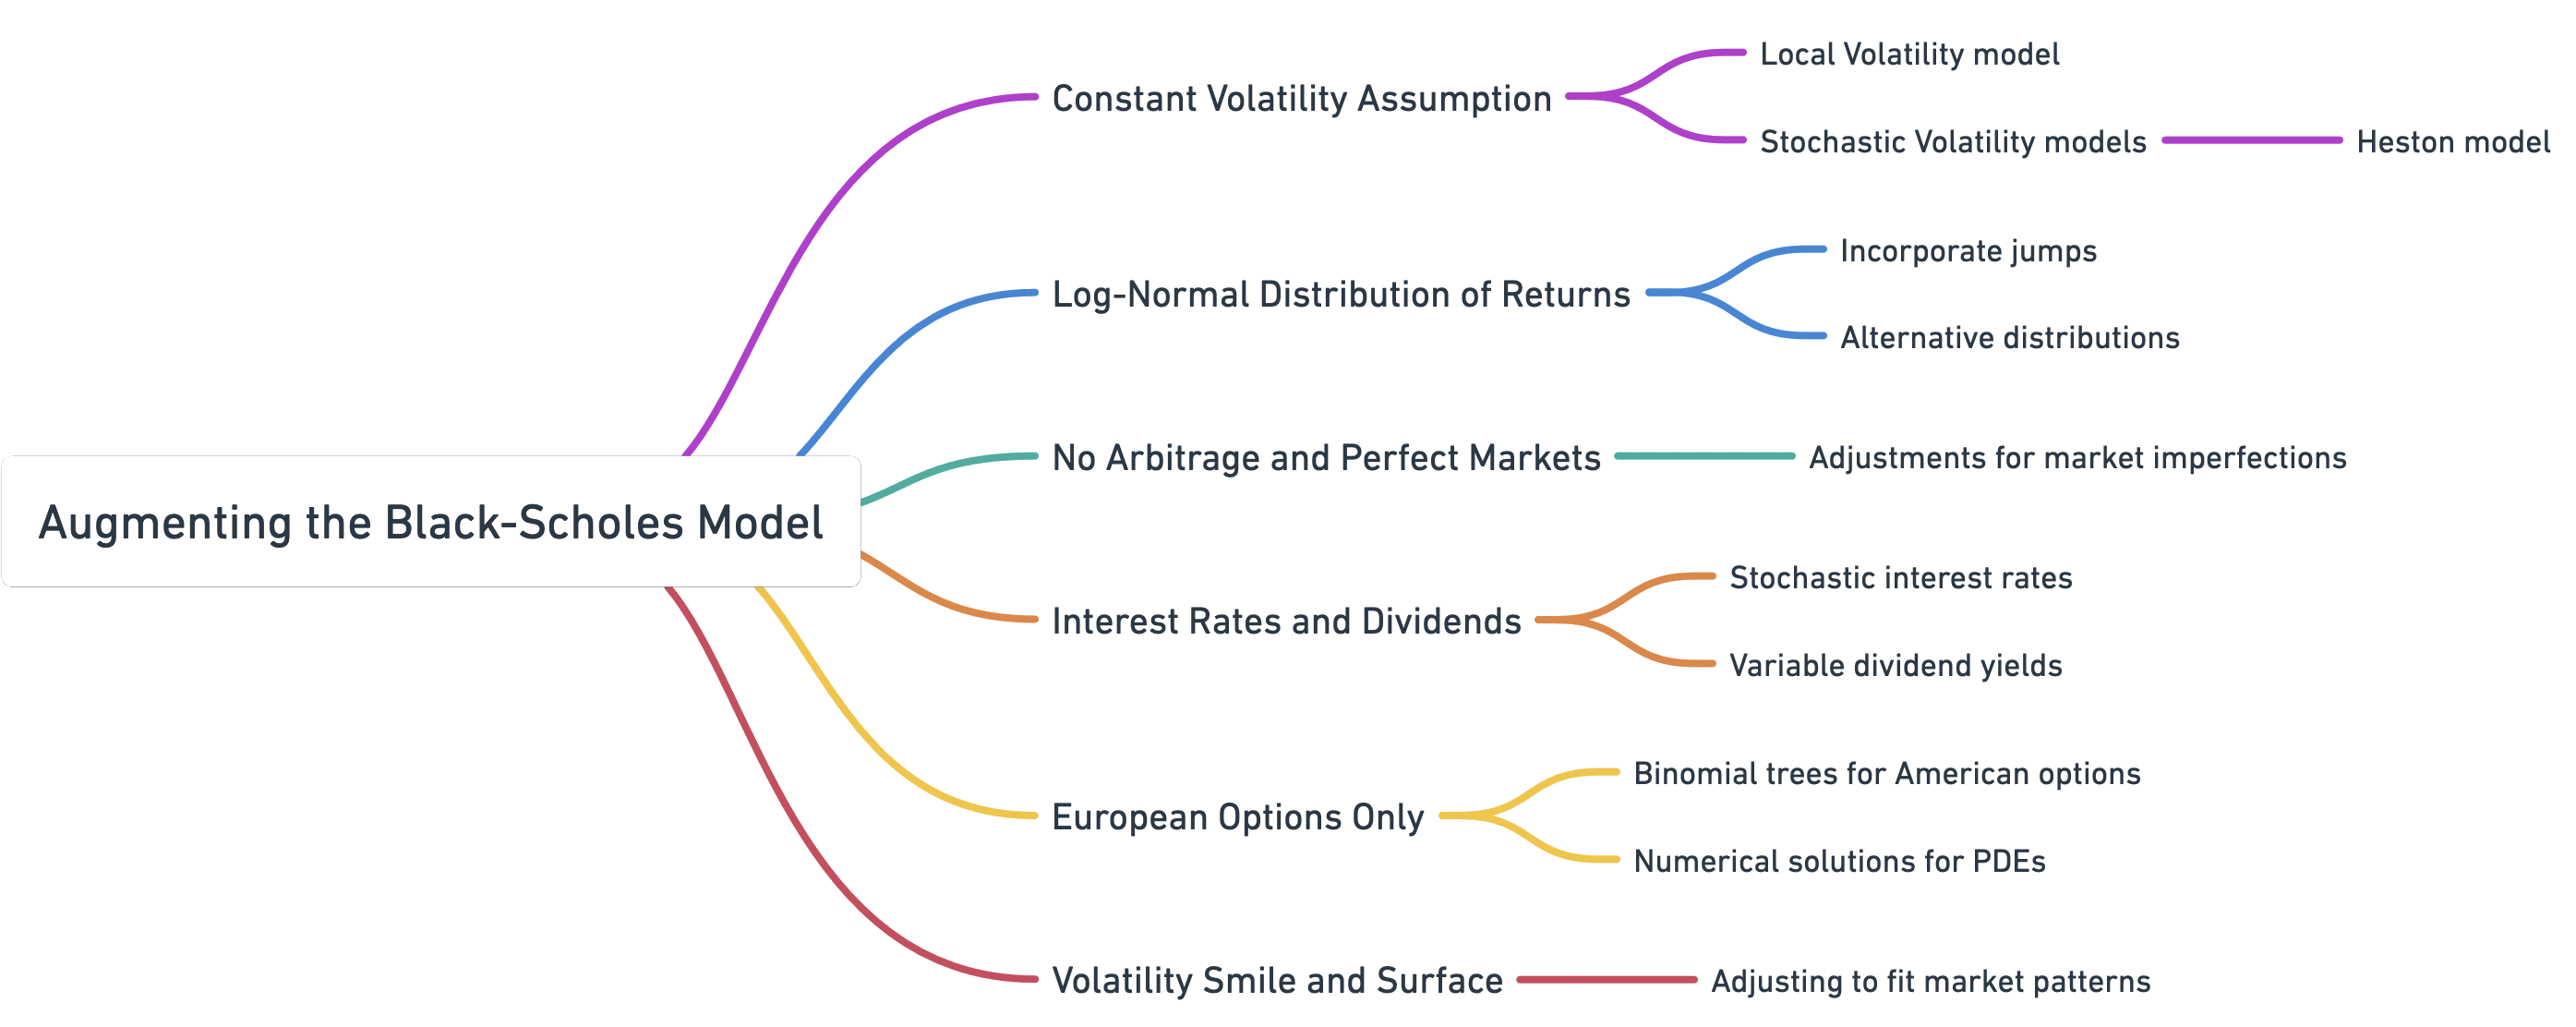 Augmenting the Black-Scholes Model
Constant Volatility Assumption
Local Volatility model
Stochastic Volatility models
Heston model
Log-Normal Distribution of Returns
Incorporate jumps
Alternative distributions
No Arbitrage and Perfect Markets
Adjustments for market imperfections
Interest Rates and Dividends
Stochastic interest rates
Variable dividend yields
European Options Only
Binomial trees for American options
Numerical solutions for PDEs
Volatility Smile and Surface
Adjusting to fit market patterns